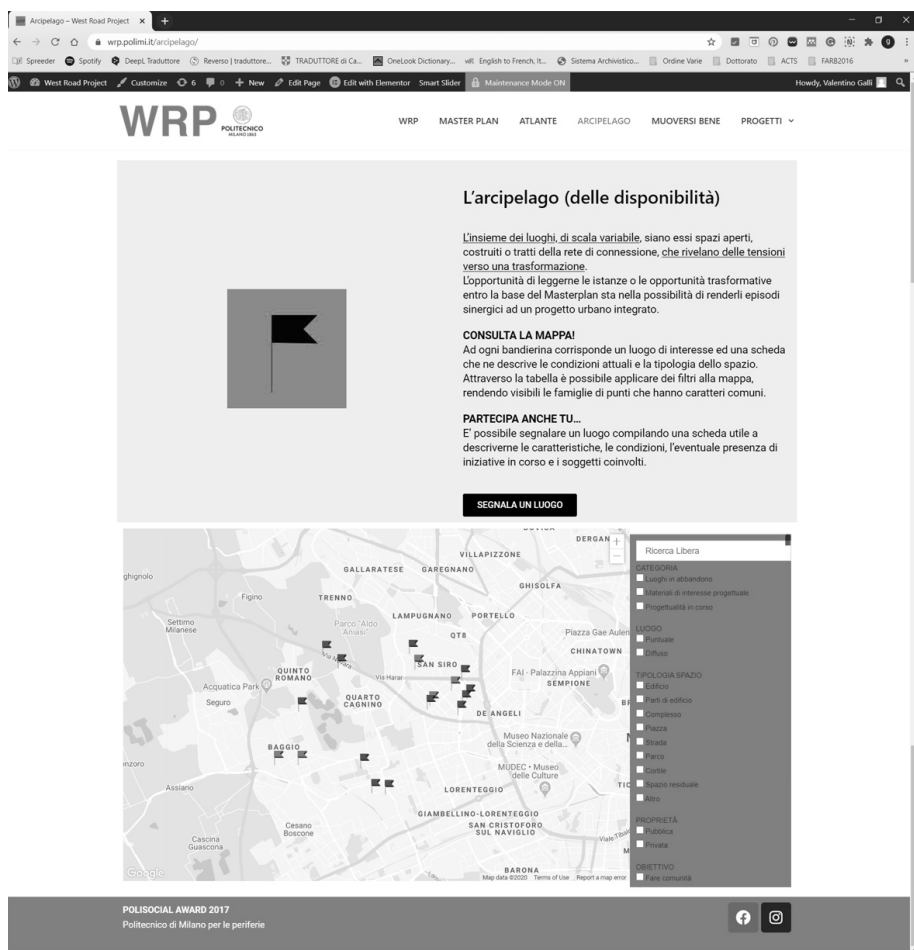 Arcipelago – West Road Project
wrp.polimi.it/arcipelago/
Spreeder Spotify DeepL Traduttore Reverso | traduttore... TRADUTTORE di Ca... OneLook Dictionary... wR English to French, It... Sistema Archivistico... Ordine Varie Dottorato ACTS FARB2016 »
West Road Project Customize 6 0 New Edit Page Edit with Elementor Smart Slider Maintenance Mode ON Howdy, Valentino Galli
WRP POLITECNICO
MILANO 1863
WRP MASTER PLAN ATLANTE ARCIPELAGO MUOVERSI BENE PROGETTI
L'arcipelago (delle disponibilità)
L'insieme dei luoghi, di scala variabile, siano essi spazi aperti,
costruiti o tratti della rete di connessione, che rivelano delle tensioni
verso una trasformazione.
L'opportunità di leggerne le istanze o le opportunità trasformative
entro la base del Masterplan sta nella possibilità di renderli episodi
sinergici ad un progetto urbano integrato.
CONSULTA LA MAPPA!
Ad ogni bandierina corrisponde un luogo di interesse ed una scheda
che ne descrive le condizioni attuali e la tipologia dello spazio.
Attraverso la tabella è possibile applicare dei filtri alla mappa,
rendendo visibili le famiglie di punti che hanno caratteri comuni.
PARTECIPA ANCHE TU...
E' possibile segnalare un luogo compilando una scheda utile a
descriverne le caratteristiche, le condizioni, l'eventuale presenza di
iniziative in corso e i soggetti coinvolti.
SEGNALA UN LUOGO
DERGAN
VILLAPIZZONE
GALLARATESE GAREGNANO
ghignolo
GHISOLFA
Figino TRENNO
LAMPUGNANO PORTELLO
Settimo
Milanese
Parco "Aldo
Aniasi"
QT8
Piazza Gae Aulen
CHINATOWN
Via Novara
SAN SIRO
QUINTO
ROMANO
Via Harar
FAI - Palazzina Appiani
SEMPIONE
Acquatica Park
Seguro
QUARTO
CAGNINO
DE ANGELI
Museo Nazionale
della Scienza e della...
BAGGIO
MUDEC • Museo
delle Culture
Assiano
LORENTEGGIO
GIAMBELLINO-LORENTEGGIO
Cesano
Boscone
SAN CRISTOFORO
SUL NAVIGLIO
Cascina
Guascona
BARONA
Google
Map data ©2020 Terms of Use Report a map error
Ricerca Libera
CATEGORIA
Luoghi in abbandono
Materiali di interesse progettuale
Progettualità in corso
LUOGO
Puntuale
Diffuso
TIPOLOGIA SPAZIO
Edificio
Parti di edificio
Complesso
Piazza
Strada
Parco
Cortile
Spazio residuale
Altro
PROPRIETÀ
Pubblica
Privata
OBIETTIVO
Fare comunità
POLISOCIAL AWARD 2017
Politecnico di Milano per le periferie